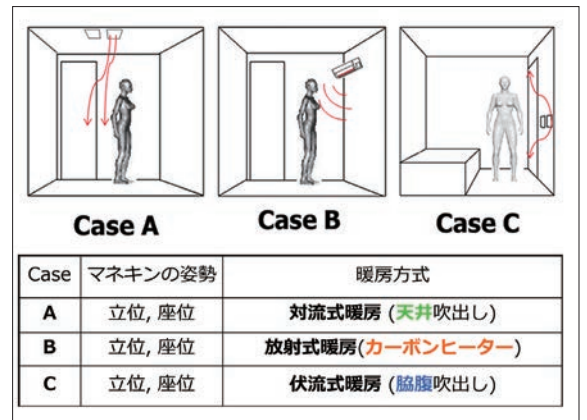 Case A
Case B
Case C
Case マネキンの姿勢 暖房方式
A 立位, 座位 対流式暖房 (天井吹出し)
B 立位, 座位 放射式暖房(カーボンヒーター)
C 立位, 座位 伏流式暖房 (脇腹吹出し)